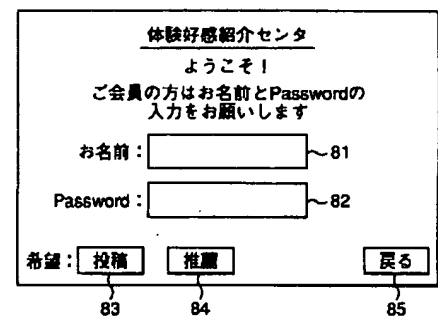 体験好感紹介センタ
ようこそ！
ご会員の方はお名前とPasswordの
入力をお願いします
お名前： 81
Password： 82
希望： 投稿 推薦 戻る
83 84 85